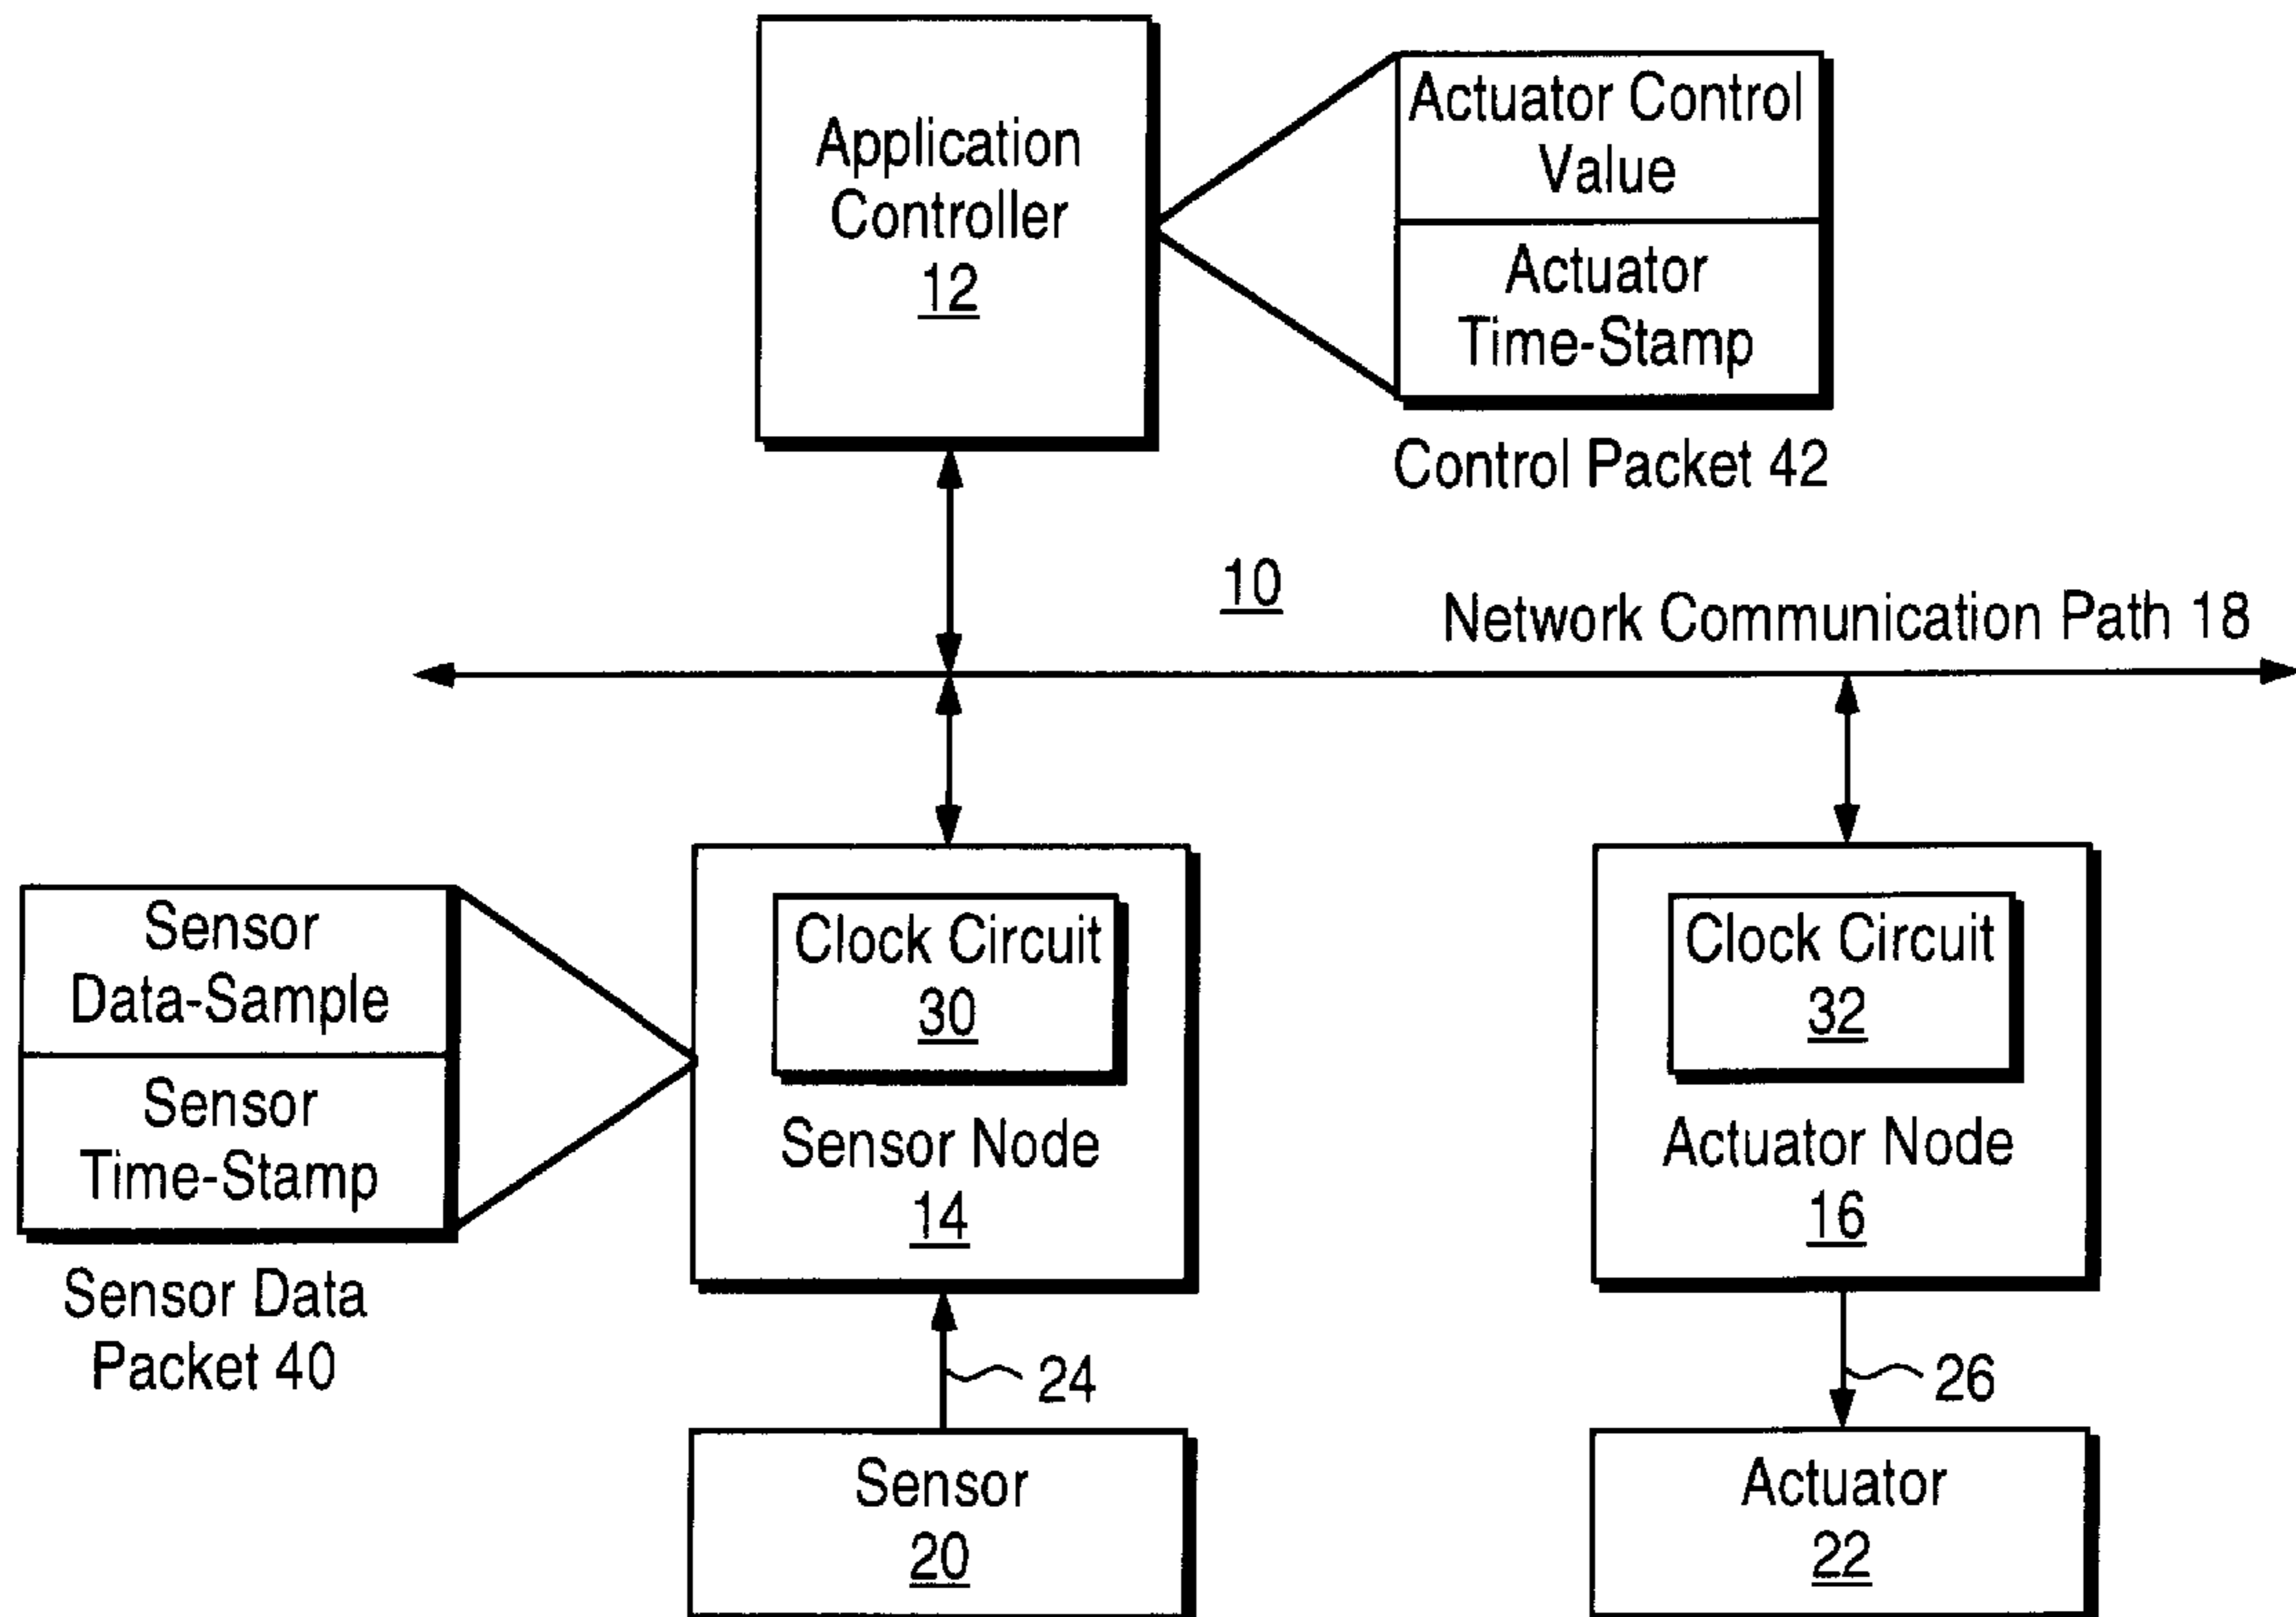 Application
Controller
12
Actuator Control
Value
Actuator
Time-Stamp
Control Packet 42
10
Network Communication Path 18
Sensor
Data-Sample
Sensor
Time-Stamp
Sensor Data
Packet 40
Clock Circuit
30
Sensor Node
14
Clock Circuit
32
Actuator Node
16
24
26
Sensor
20
Actuator
22